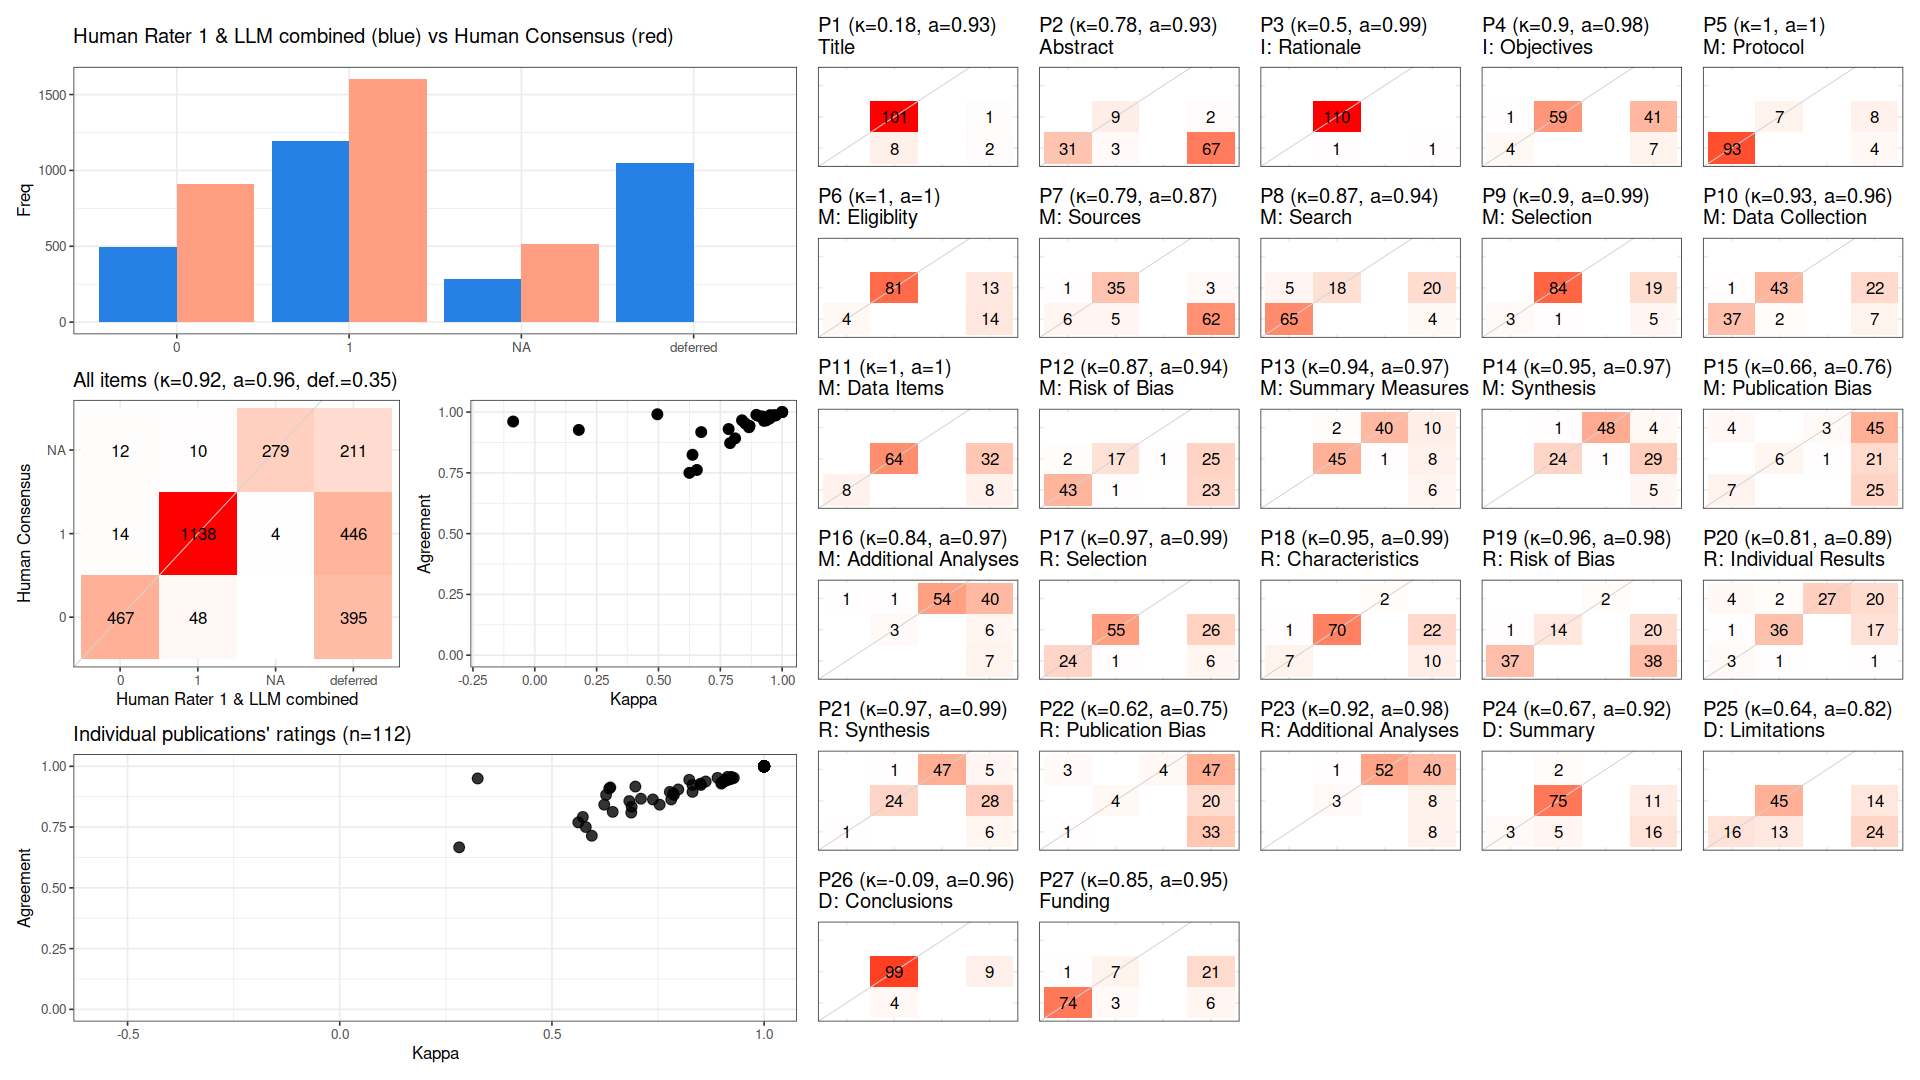 Human Rater 1 & LLM combined (blue) vs Human Consensus (red)
Freq
1500
1000
500
0
0 1 NA deferred
All items (κ=0.92, a=0.96, def.=0.35)
Human Consensus
NA 12 10 279 211
1 14 1138 4 446
0 467 48 395
0 1 NA deferred
Human Rater 1 & LLM combined
Agreement
1.00
0.75
0.50
0.25
0.00
-0.25 0.00 0.25 0.50 0.75 1.00
Kappa
Individual publications' ratings (n=112)
Agreement
1.00
0.75
0.50
0.25
0.00
-0.5 0.0 0.5 1.0
Kappa
P1 (κ=0.18, a=0.93)
Title
101 1
8 2
P2 (κ=0.78, a=0.93)
Abstract
9 2
31 3 67
P3 (κ=0.5, a=0.99)
I: Rationale
110
1 1
P4 (κ=0.9, a=0.98)
I: Objectives
1 59 41
4 7
P5 (κ=1, a=1)
M: Protocol
7 8
93 4
P6 (κ=1, a=1)
M: Eligiblity
81 13
4 14
P7 (κ=0.79, a=0.87)
M: Sources
1 35 3
6 5 62
P8 (κ=0.87, a=0.94)
M: Search
5 18 20
65 4
P9 (κ=0.9, a=0.99)
M: Selection
84 19
3 1 5
P10 (κ=0.93, a=0.96)
M: Data Collection
1 43 22
37 2 7
P11 (κ=1, a=1)
M: Data Items
64 32
8 8
P12 (κ=0.87, a=0.94)
M: Risk of Bias
2 17 1 25
43 1 23
P13 (κ=0.94, a=0.97)
M: Summary Measures
2 40 10
45 1 8
6
P14 (κ=0.95, a=0.97)
M: Synthesis
1 48 4
24 1 29
5
P15 (κ=0.66, a=0.76)
M: Publication Bias
4 3 45
6 1 21
7 25
P16 (κ=0.84, a=0.97)
M: Additional Analyses
1 1 54 40
3 6
7
P17 (κ=0.97, a=0.99)
R: Selection
55 26
24 1 6
P18 (κ=0.95, a=0.99)
R: Characteristics
2
1 70 22
7 10
P19 (κ=0.96, a=0.98)
R: Risk of Bias
2
1 14 20
37 38
P20 (κ=0.81, a=0.89)
R: Individual Results
4 2 27 20
1 36 17
3 1 1
P21 (κ=0.97, a=0.99)
R: Synthesis
1 47 5
24 28
1 6
P22 (κ=0.62, a=0.75)
R: Publication Bias
3 4 47
4 20
1 33
P23 (κ=0.92, a=0.98)
R: Additional Analyses
1 52 40
3 8
8
P24 (κ=0.67, a=0.92)
D: Summary
2
75 11
3 5 16
P25 (κ=0.64, a=0.82)
D: Limitations
45 14
16 13 24
P26 (κ=-0.09, a=0.96)
D: Conclusions
99 9
4
P27 (κ=0.85, a=0.95)
Funding
1 7 21
74 3 6